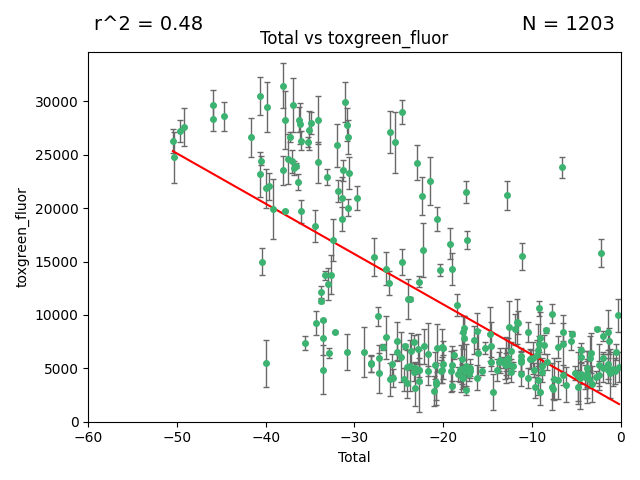 r^2 = 0.48
N = 1203
Total vs toxgreen_fluor
toxgreen_fluor
30000
25000
20000
15000
10000
5000
0
−60
−50
−40
−30
−20
−10
0
Total